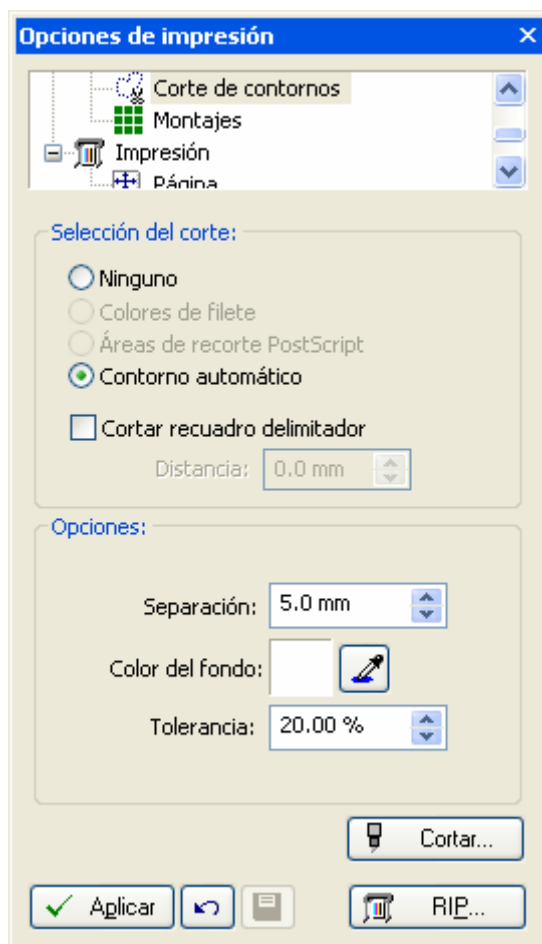 Opciones de impresión
Corte de contornos
Montajes
Impresión
Página
Selección del corte:
Ninguno
Colores de filete
Áreas de recorte PostScript
Contorno automático
Cortar recuadro delimitador
Distancia: 0.0 mm
Opciones:
Separación: 5.0 mm
Color del fondo:
Tolerancia: 20.00 %
Cortar...
Aplicar RIP...